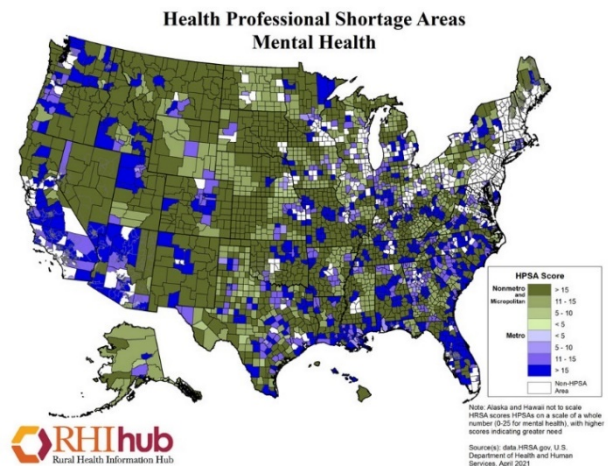 Health Professional Shortage Areas
Mental Health
HPSA Score
Nonmetro
and
Micropolitan
> 15
11 - 15
5 - 10
< 5
Metro
< 5
5 - 10
11 - 15
> 15
Non-HPSA
Area
Note: Alaska and Hawaii not to scale
HRSA scores HPSAs on a scale of a whole
number (0-25 for mental health), with higher
scores indicating greater need
Source(s): data.HRSA.gov, U.S.
Department of Health and Human
Services, April 2021
RHIhub
Rural Health Information Hub